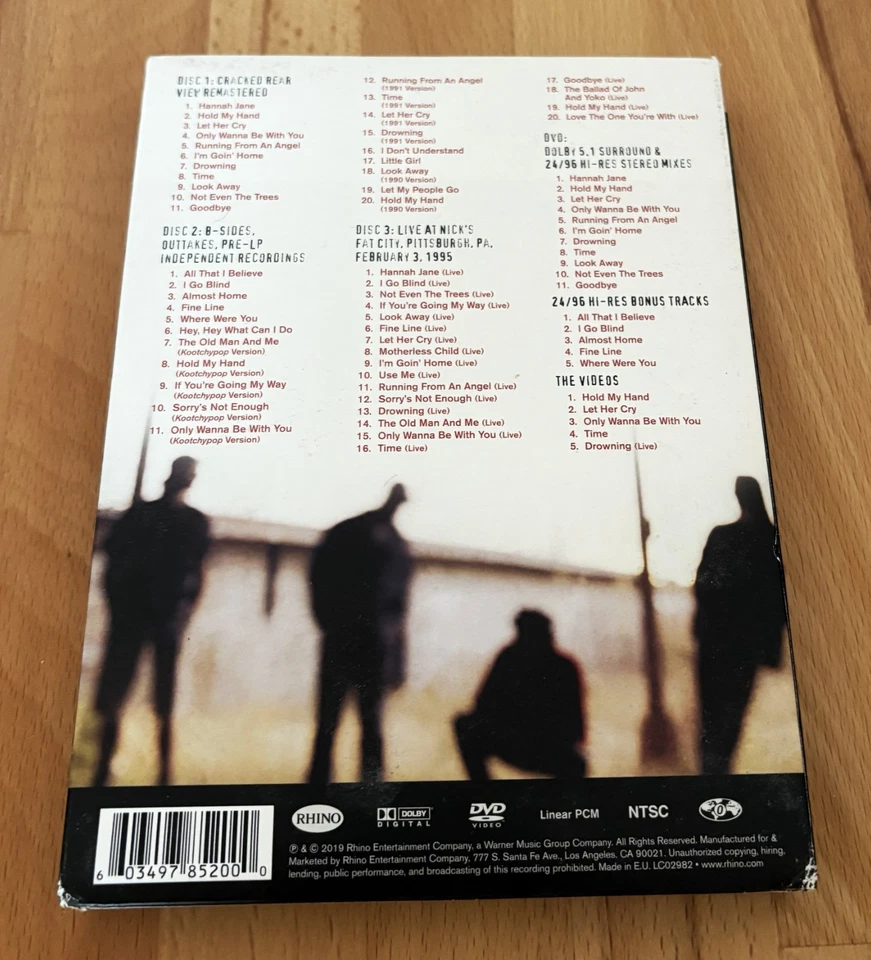 DISC 1: CRACKED REAR
VIEW REMASTERED
1. Hannah Jane
2. Hold My Hand
3. Let Her Cry
4. Only Wanna Be With You
5. Running From An Angel
6. I'm Goin' Home
7. Drowning
8. Time
9. Look Away
10. Not Even The Trees
11. Goodbye
DISC 2: B-SIDES,
OUTTAKES, PRE-LP
INDEPENDENT RECORDINGS
1. All That I Believe
2. I Go Blind
3. Almost Home
4. Fine Line
5. Where Were You
6. Hey, Hey What Can I Do
7. The Old Man And Me
(Kootchypop Version)
8. Hold My Hand
(Kootchypop Version)
9. If You're Going My Way
(Kootchypop Version)
10. Sorry's Not Enough
(Kootchypop Version)
11. Only Wanna Be With You
(Kootchypop Version)
12. Running From An Angel
(1991 Version)
13. Time
(1991 Version)
14. Let Her Cry
(1991 Version)
15. Drowning
(1991 Version)
16. I Don't Understand
17. Little Girl
18. Look Away
(1990 Version)
19. Let My People Go
20. Hold My Hand
(1990 Version)
DISC 3: LIVE AT NICK'S
FAT CITY, PITTSBURGH, PA,
FEBRUARY 3, 1995
1. Hannah Jane (Live)
2. I Go Blind (Live)
3. Not Even The Trees (Live)
4. If You're Going My Way (Live)
5. Look Away (Live)
6. Fine Line (Live)
7. Let Her Cry (Live)
8. Motherless Child (Live)
9. I'm Goin' Home (Live)
10. Use Me (Live)
11. Running From An Angel (Live)
12. Sorry's Not Enough (Live)
13. Drowning (Live)
14. The Old Man And Me (Live)
15. Only Wanna Be With You (Live)
16. Time (Live)
17. Goodbye (Live)
18. The Ballad Of John
And Yoko (Live)
19. Hold My Hand (Live)
20. Love The One You're With (Live)
DVD:
DOLBY 5.1 SURROUND &
24/96 HI-RES STEREO MIXES
1. Hannah Jane
2. Hold My Hand
3. Let Her Cry
4. Only Wanna Be With You
5. Running From An Angel
6. I'm Goin' Home
7. Drowning
8. Time
9. Look Away
10. Not Even The Trees
11. Goodbye
24/96 HI-RES BONUS TRACKS
1. All That I Believe
2. I Go Blind
3. Almost Home
4. Fine Line
5. Where Were You
THE VIDEOS
1. Hold My Hand
2. Let Her Cry
3. Only Wanna Be With You
4. Time
5. Drowning (Live)
6 03497 85200 0
RHINO
DOLBY
DIGITAL
DVD
VIDEO
Linear PCM
NTSC
0
℗ & © 2019 Rhino Entertainment Company, a Warner Music Group Company. All Rights Reserved. Manufactured for &
Marketed by Rhino Entertainment Company, 777 S. Santa Fe Ave., Los Angeles, CA 90021. Unauthorized copying, hiring,
lending, public performance, and broadcasting of this recording prohibited. Made in E.U. LC02982 • www.rhino.com